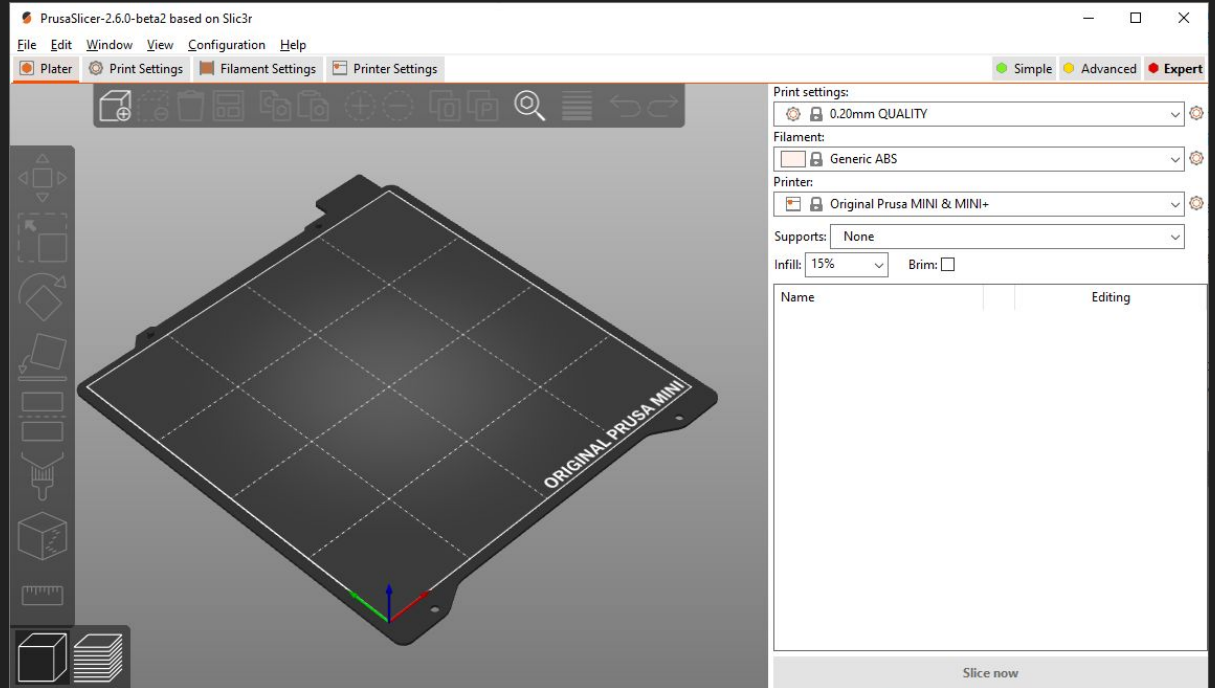 PrusaSlicer-2.6.0-beta2 based on Slic3r
File Edit Window View Configuration Help
Plater Print Settings Filament Settings Printer Settings Simple Advanced Expert
Print settings:
0.20mm QUALITY
Filament:
Generic ABS
Printer:
Original Prusa MINI & MINI+
Supports: None
Infill: 15% Brim:
Name Editing
ORIGINAL PRUSA MINI
Slice now